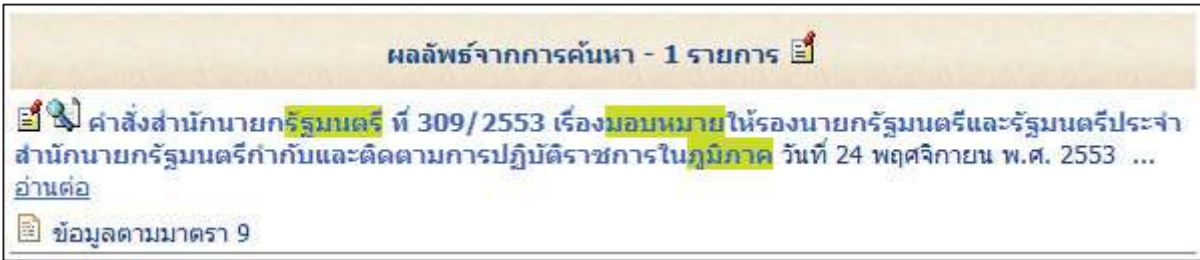 ผลลัพธ์จากการค้นหา - 1 รายการ
คำสั่งสำนักนายกรัฐมนตรี ที่ 309/2553 เรื่องมอบหมายให้รองนายกรัฐมนตรีและรัฐมนตรีประจำ
สำนักนายกรัฐมนตรีกำกับและติดตามการปฏิบัติราชการในภูมิภาค วันที่ 24 พฤศจิกายน พ.ศ. 2553 ...
อ่านต่อ
ข้อมูลตามมาตรา 9